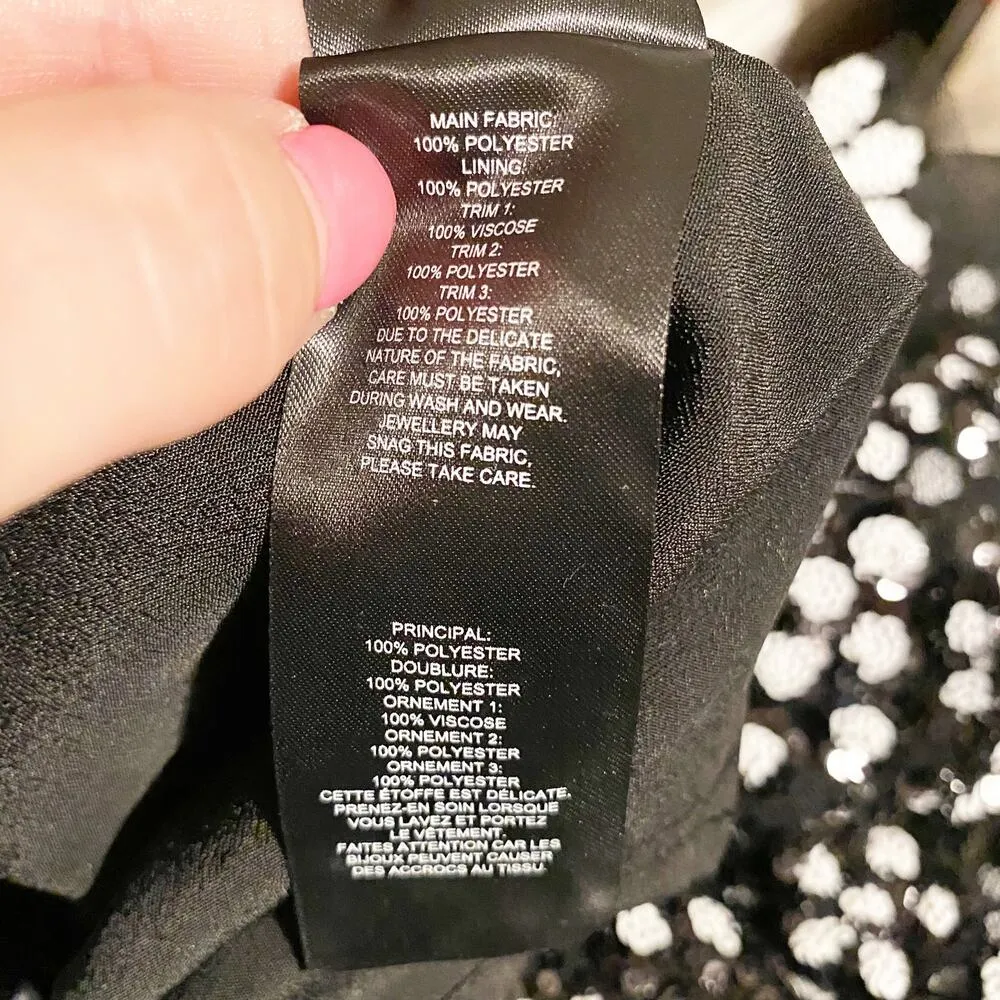 MAIN FABRIC:
100% POLYESTER
LINING:
100% POLYESTER
TRIM 1:
100% VISCOSE
TRIM 2:
100% POLYESTER
TRIM 3:
100% POLYESTER
DUE TO THE DELICATE
NATURE OF THE FABRIC,
CARE MUST BE TAKEN
DURING WASH AND WEAR.
JEWELLERY MAY
SNAG THIS FABRIC,
PLEASE TAKE CARE.
PRINCIPAL:
100% POLYESTER
DOUBLURE:
100% POLYESTER
ORNEMENT 1:
100% VISCOSE
ORNEMENT 2:
100% POLYESTER
ORNEMENT 3:
100% POLYESTER
CETTE ÉTOFFE EST DÉLICATE.
PRENEZ-EN SOIN LORSQUE
VOUS LAVEZ ET PORTEZ
LE VÊTEMENT.
FAITES ATTENTION CAR LES
BIJOUX PEUVENT CAUSER
DES ACCROCS AU TISSU.